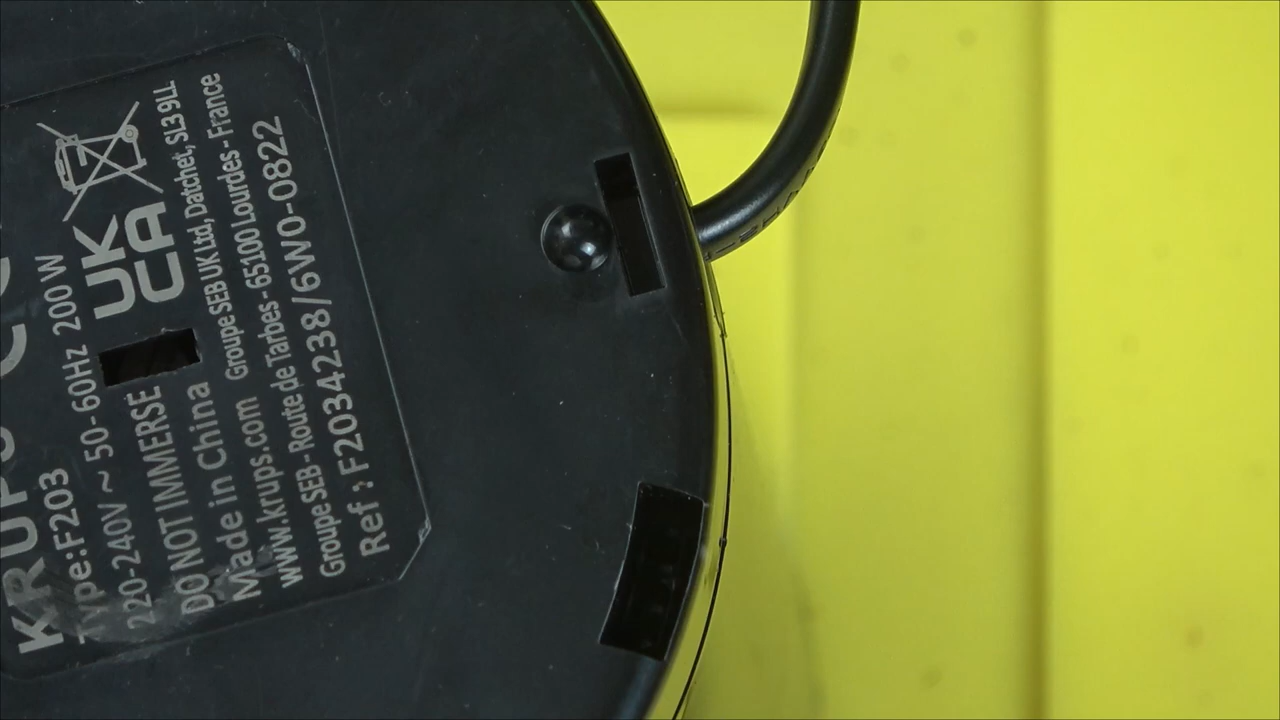 KRUPS
Type:F203
220-240V ~ 50-60Hz 200W
DO NOT IMMERSE
UK
CA
Made in China
www.krups.com Groupe SEB UK Ltd, Datchet, SL3 9LL
Groupe SEB - Route de Tarbes - 65100 Lourdes - France
Ref : F2034238/6W0-0822